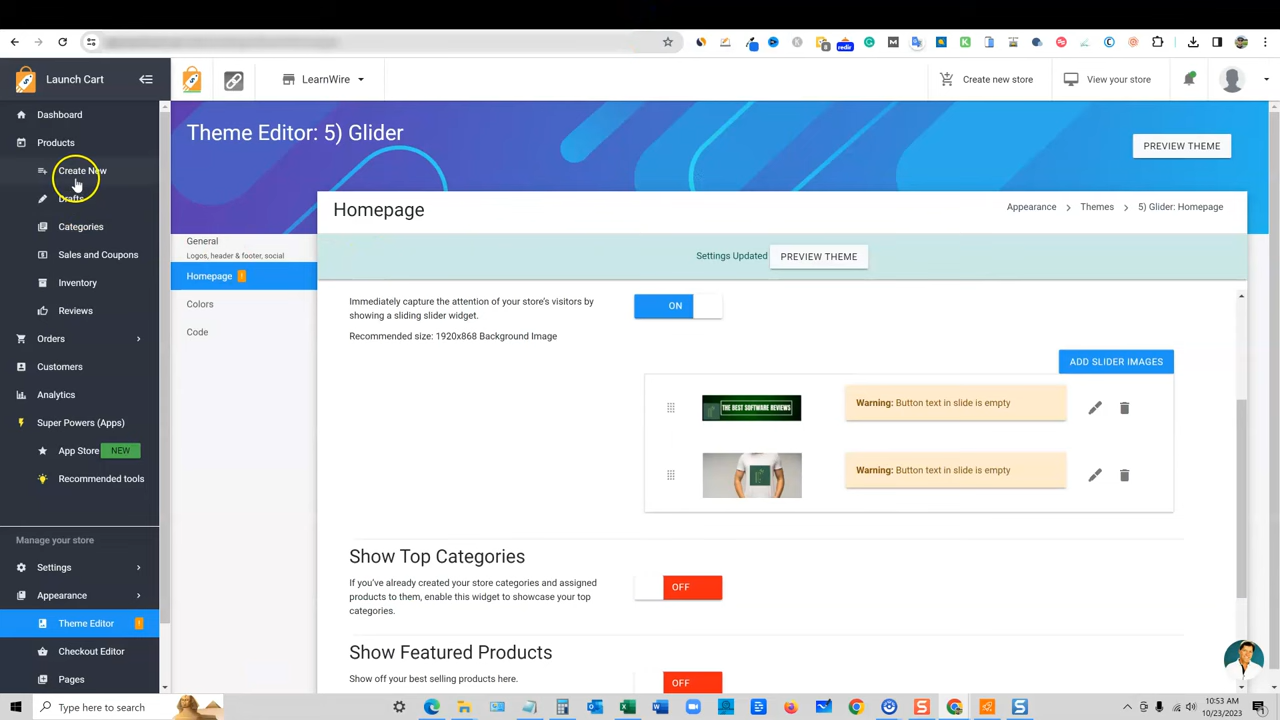 Launch Cart
LearnWire
Create new store
View your store
Dashboard
Products
Create New
Drafts
Categories
Sales and Coupons
Inventory
Reviews
Orders
Customers
Analytics
Super Powers (Apps)
App Store NEW
Recommended tools
Manage your store
Settings
Appearance
Theme Editor !
Checkout Editor
Pages
Theme Editor: 5) Glider
PREVIEW THEME
General
Logos, header & footer, social
Homepage !
Colors
Code
Homepage
Appearance > Themes > 5) Glider: Homepage
Settings Updated PREVIEW THEME
Immediately capture the attention of your store's visitors by
showing a sliding slider widget.
Recommended size: 1920x868 Background Image
ON
ADD SLIDER IMAGES
THE BEST SOFTWARE REVIEWS
Warning: Button text in slide is empty
Warning: Button text in slide is empty
Show Top Categories
If you've already created your store categories and assigned
products to them, enable this widget to showcase your top
categories.
OFF
Show Featured Products
Show off your best selling products here.
OFF
Type here to search
10:53 AM
10/23/2023